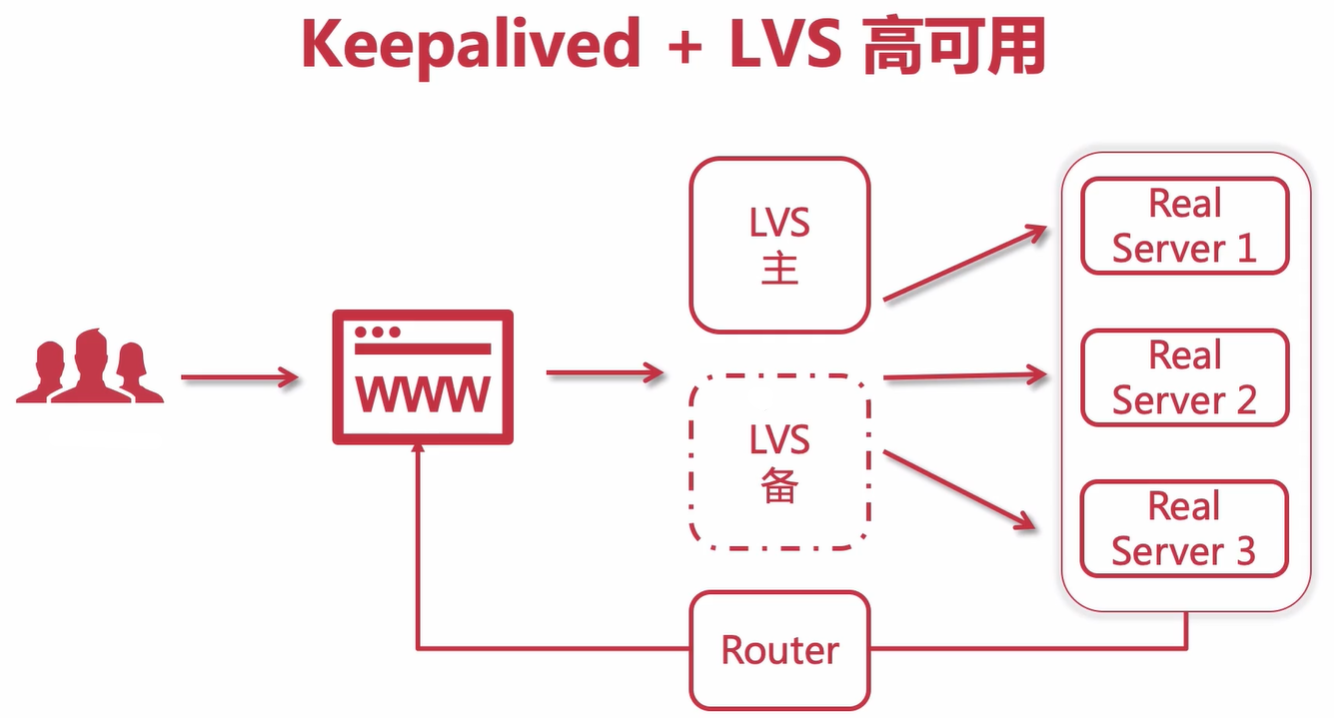 Keepalived + LVS 高可用
WWW
LVS
主
LVS
备
Router
Real
Server 1
Real
Server 2
Real
Server 3